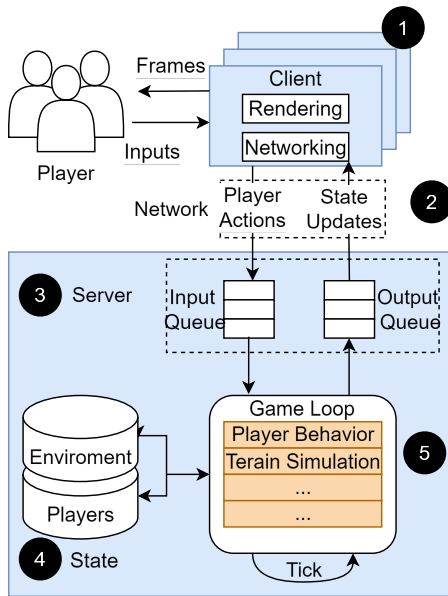 1
Frames
Client
Rendering
Inputs
Networking
Player
Network
Player
Actions
State
Updates
2
3
Server
Input
Queue
Output
Queue
Game Loop
Player Behavior
Terain Simulation
...
...
5
Enviroment
Players
4
State
Tick